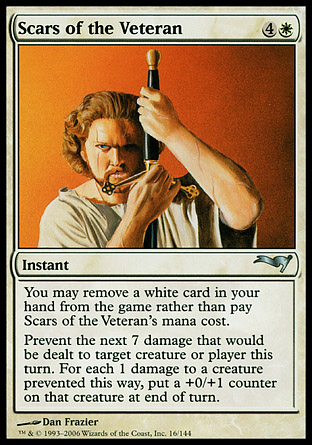 Scars of the Veteran 4
Instant
You may remove a white card in your
hand from the game rather than pay
Scars of the Veteran's mana cost.
Prevent the next 7 damage that would
be dealt to target creature or player this
turn. For each 1 damage to a creature
prevented this way, put a +0/+1 counter
on that creature at end of turn.
Dan Frazier
™ & © 1993–2006 Wizards of the Coast, Inc. 16/144